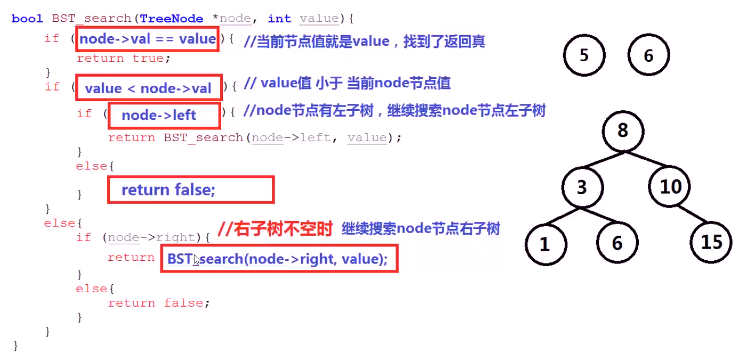 bool BST_search(TreeNode *node, int value){
if (node->val == value){ //当前节点值就是value，找到了返回真
return true;
}
if ( value < node->val ){ // value值 小于 当前node节点值
if ( node->left ){ //node节点有左子树，继续搜索node节点左子树
return BST_search(node->left, value);
}
else{
return false;
}
}
else{
if (node->right){ //右子树不空时 继续搜索node节点右子树
return BST_search(node->right, value);
}
else{
return false;
}
}
}
5 6
8
3 10
1 6 15